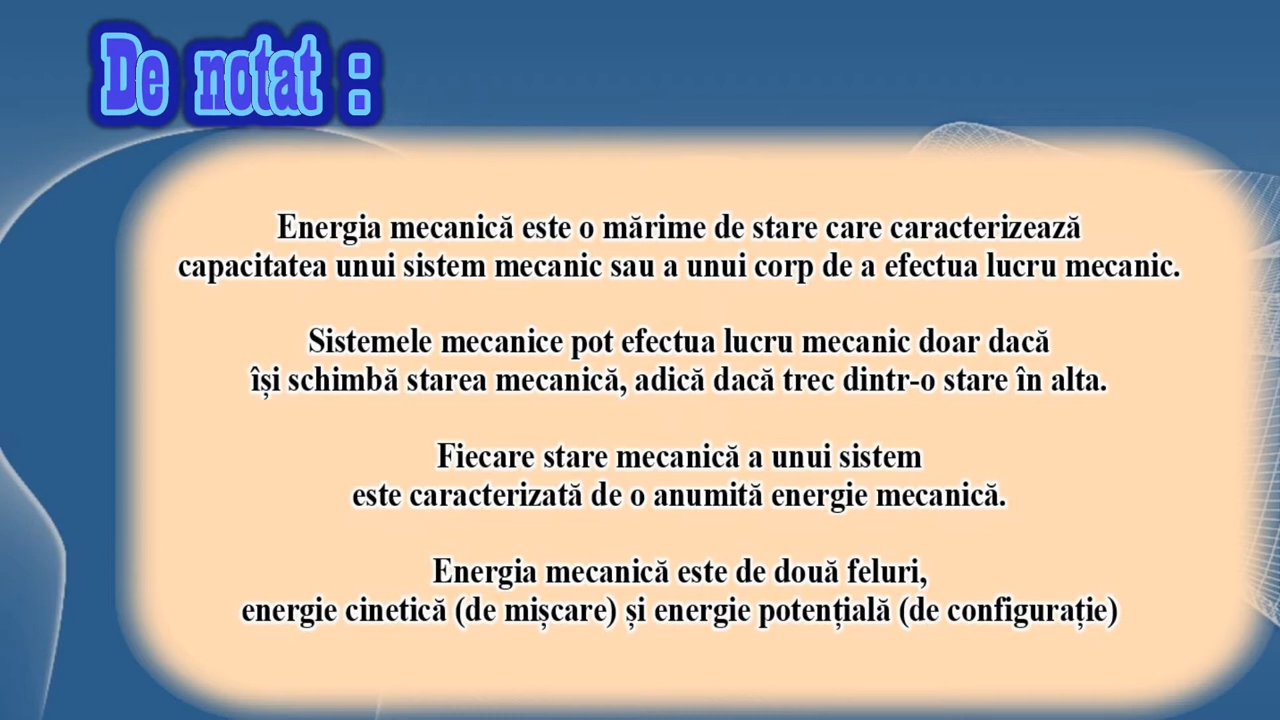 De notat :
Energia mecanică este o mărime de stare care caracterizează
capacitatea unui sistem mecanic sau a unui corp de a efectua lucru mecanic.
Sistemele mecanice pot efectua lucru mecanic doar dacă
își schimbă starea mecanică, adică dacă trec dintr-o stare în alta.
Fiecare stare mecanică a unui sistem
este caracterizată de o anumită energie mecanică.
Energia mecanică este de două feluri,
energie cinetică (de mișcare) și energie potențială (de configurație)